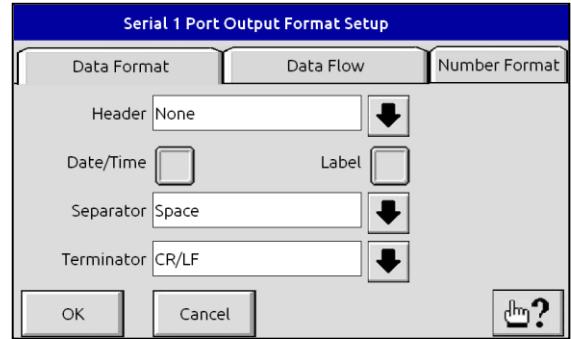 Serial 1 Port Output Format Setup
Data Format Data Flow Number Format
Header None
Date/Time Label
Separator Space
Terminator CR/LF
OK Cancel ?